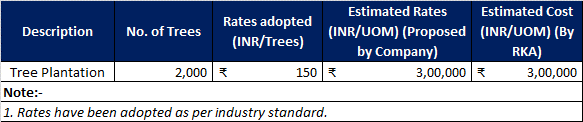 Description
No. of Trees
Rates adopted
(INR/Trees)
Estimated Rates
(INR/UOM) (Proposed
by Company)
Estimated Cost
(INR/UOM) (By
RKA)
Tree Plantation 2,000 ₹ 150 ₹ 3,00,000 ₹ 3,00,000
Note:-
1. Rates have been adopted as per industry standard.